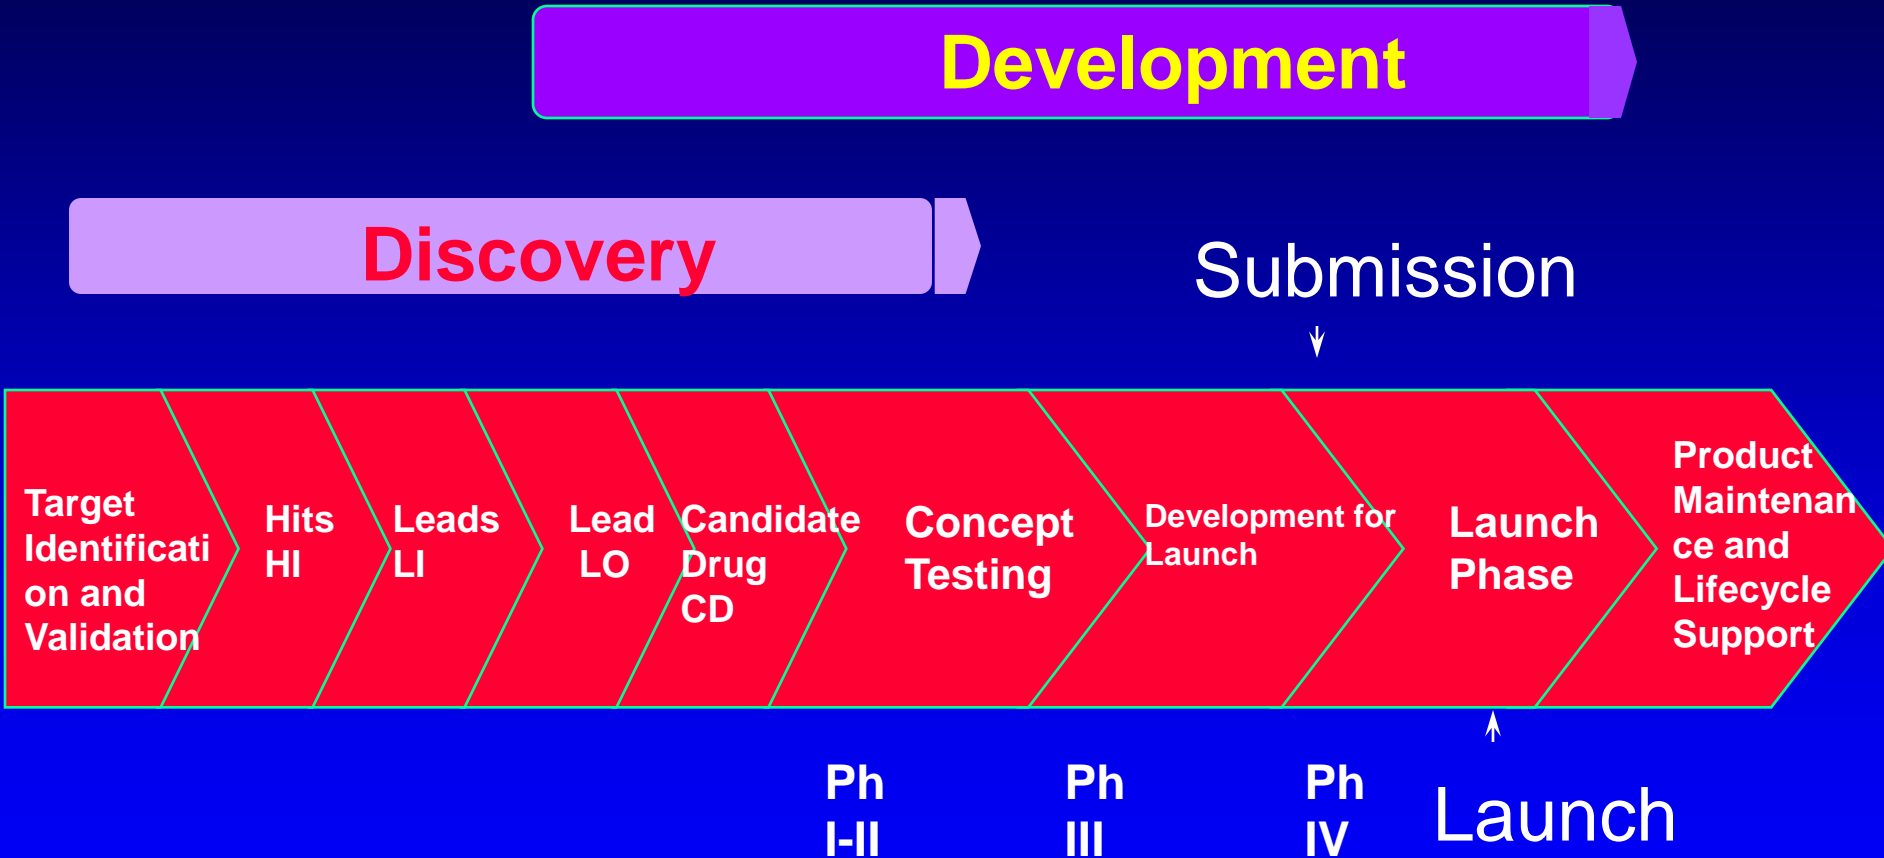 Development
Discovery
Submission
Target
Identificati
on and
Validation
Hits
HI
Leads
LI
Lead
LO
Candidate
Drug
CD
Concept
Testing
Development for
Launch
Launch
Phase
Product
Maintenan
ce and
Lifecycle
Support
Ph
I-II
Ph
III
Ph
IV
Launch